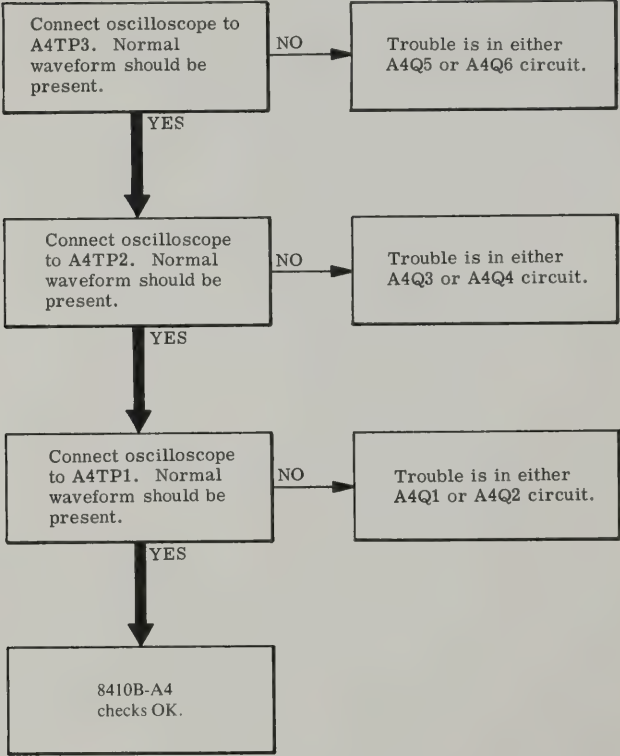 Connect oscilloscope to
A4TP3. Normal
waveform should be
present.
NO
Trouble is in either
A4Q5 or A4Q6 circuit.
YES
Connect oscilloscope
to A4TP2. Normal
waveform should be
present.
NO
Trouble is in either
A4Q3 or A4Q4 circuit.
YES
Connect oscilloscope
to A4TP1. Normal
waveform should be
present.
NO
Trouble is in either
A4Q1 or A4Q2 circuit.
YES
8410B-A4
checks OK.